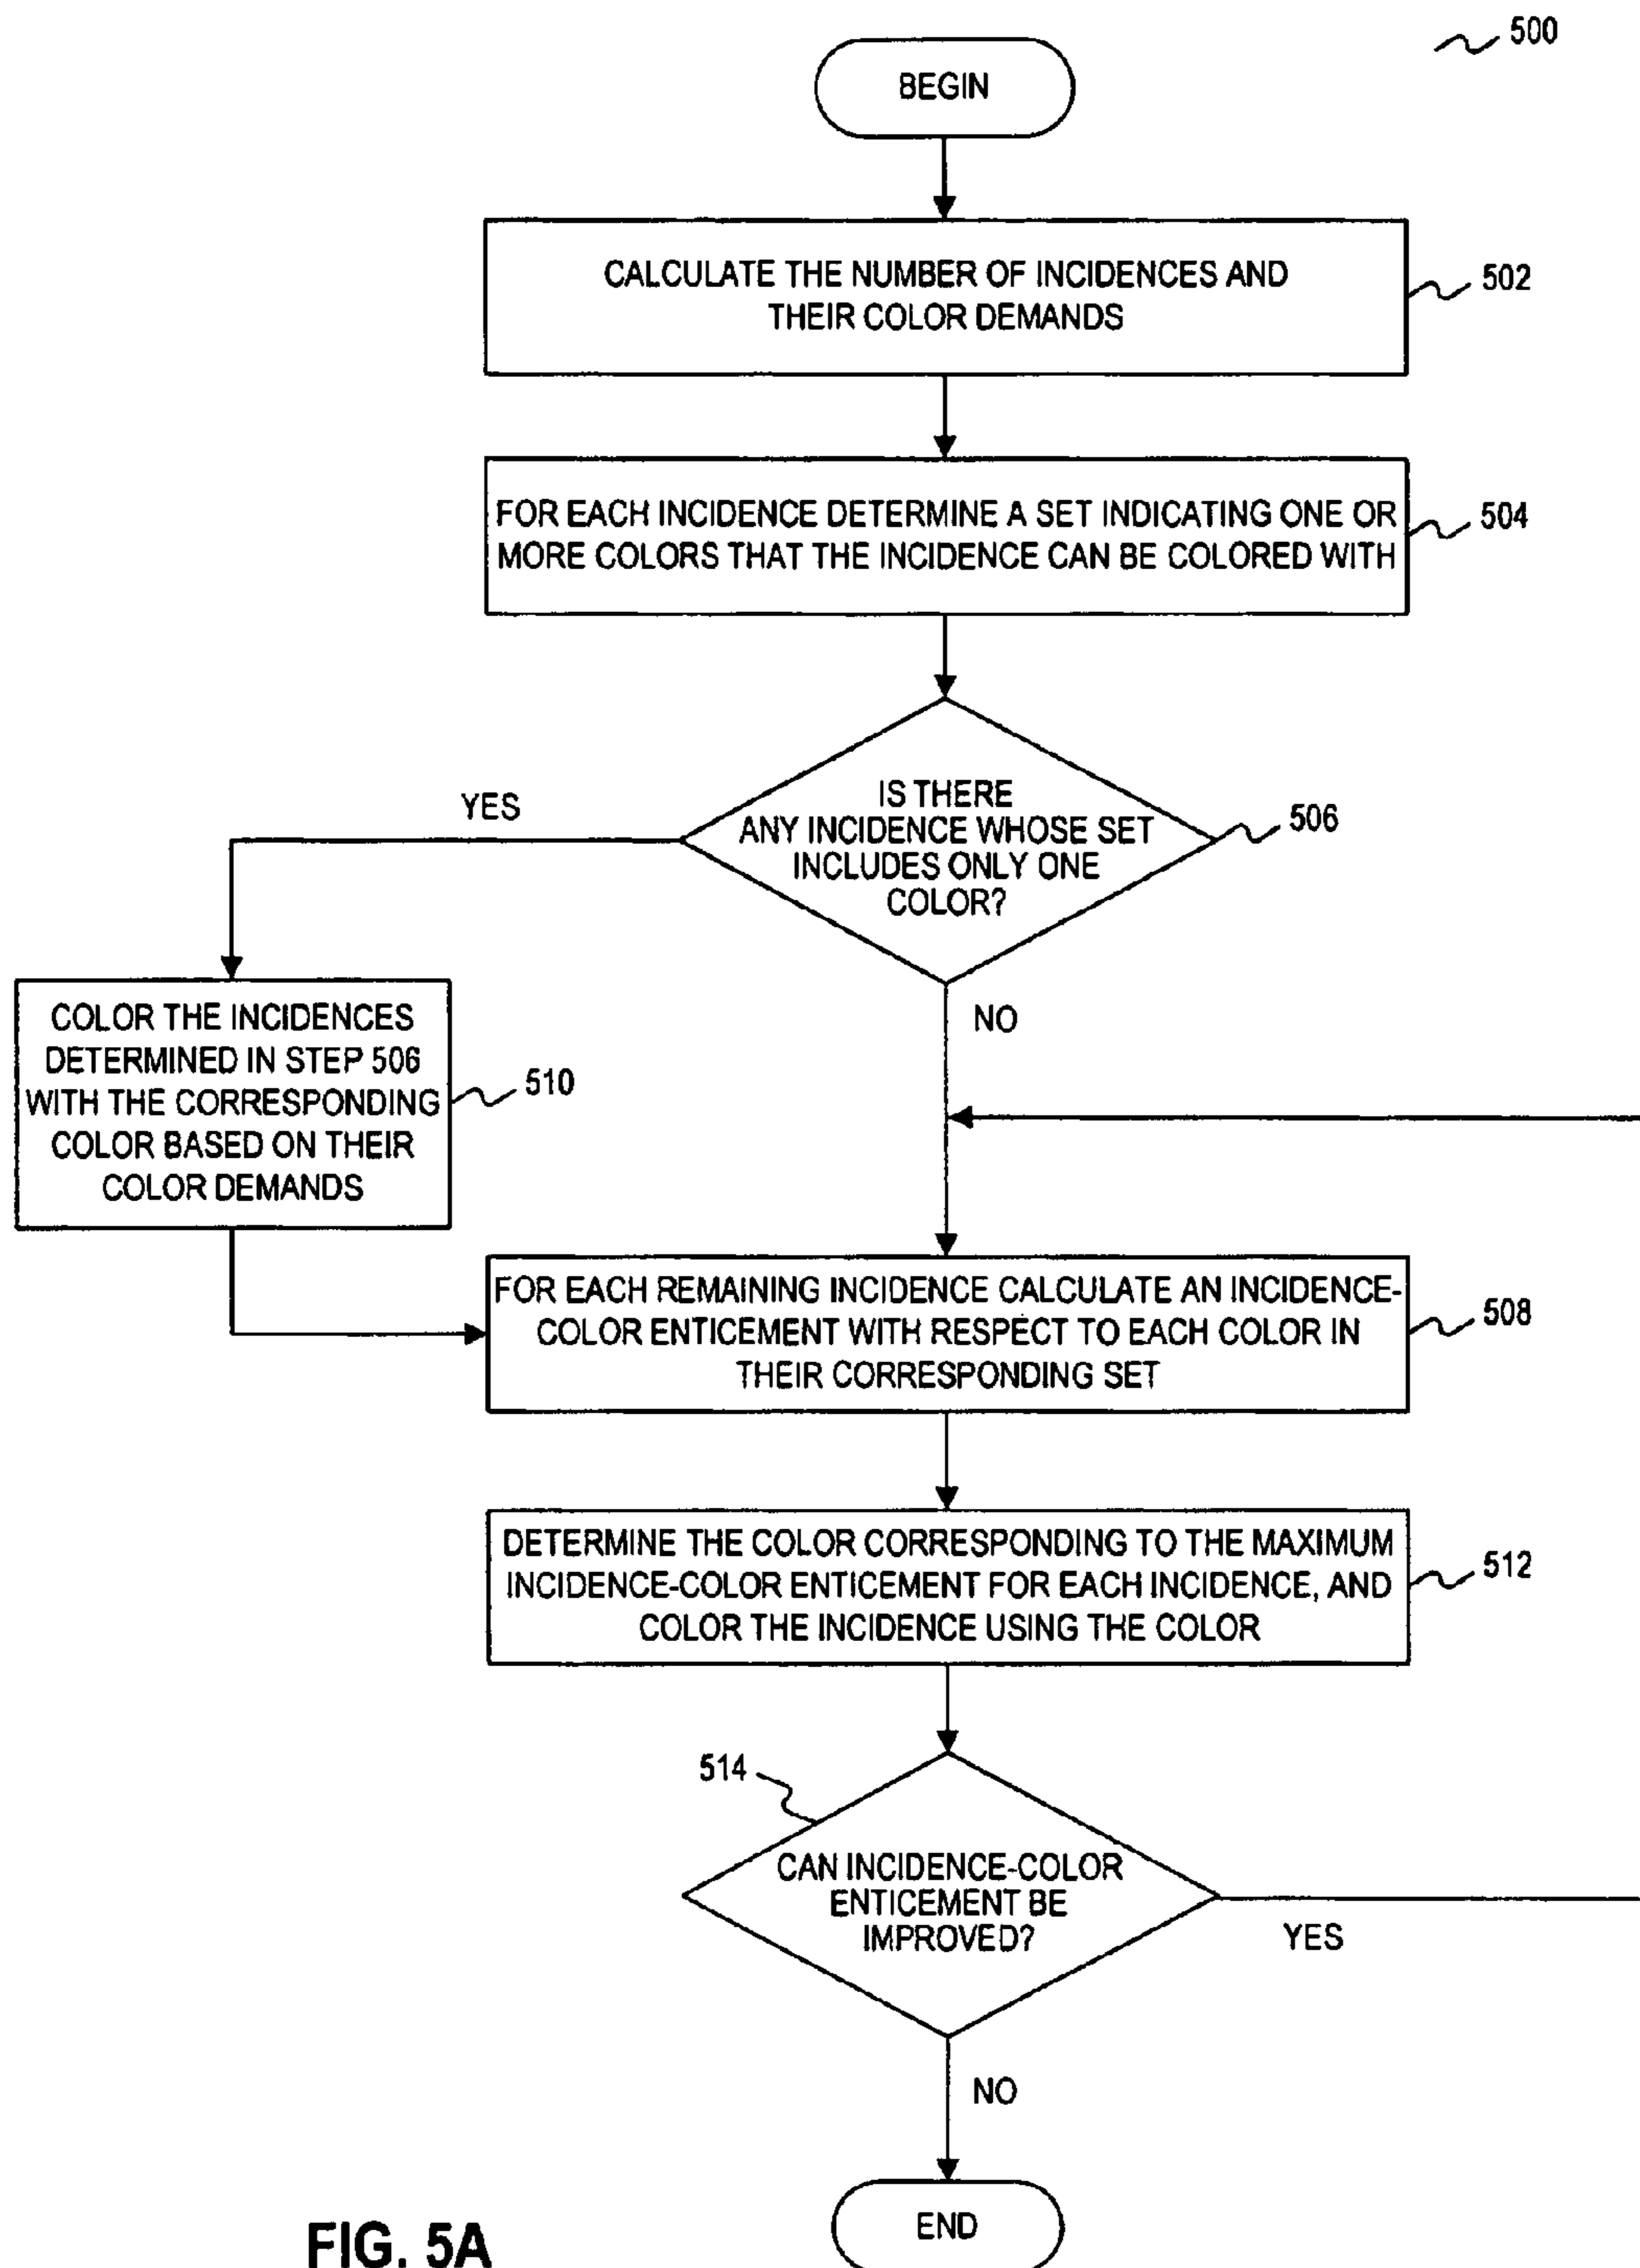 500
BEGIN
CALCULATE THE NUMBER OF INCIDENCES AND
THEIR COLOR DEMANDS
502
FOR EACH INCIDENCE DETERMINE A SET INDICATING ONE OR
MORE COLORS THAT THE INCIDENCE CAN BE COLORED WITH
504
IS THERE
ANY INCIDENCE WHOSE SET
INCLUDES ONLY ONE
COLOR?
506
YES
NO
COLOR THE INCIDENCES
DETERMINED IN STEP 506
WITH THE CORRESPONDING
COLOR BASED ON THEIR
COLOR DEMANDS
510
FOR EACH REMAINING INCIDENCE CALCULATE AN INCIDENCE-
COLOR ENTICEMENT WITH RESPECT TO EACH COLOR IN
THEIR CORRESPONDING SET
508
DETERMINE THE COLOR CORRESPONDING TO THE MAXIMUM
INCIDENCE-COLOR ENTICEMENT FOR EACH INCIDENCE, AND
COLOR THE INCIDENCE USING THE COLOR
512
514
CAN INCIDENCE-COLOR
ENTICEMENT BE
IMPROVED?
YES
NO
END
FIG. 5A